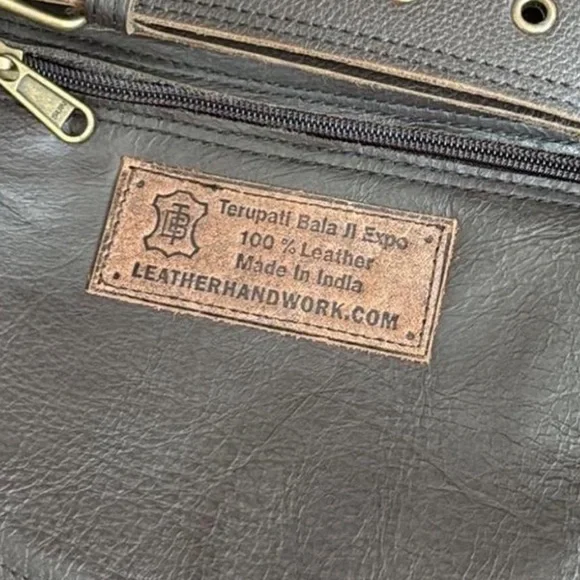 Terupati Bala JI Expo
100 % Leather
Made In India
LEATHERHANDWORK.COM